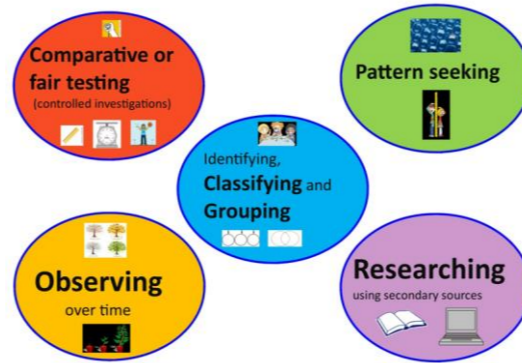 Comparative or
fair testing
(controlled investigations)
Pattern seeking
Identifying,
Classifying and
Grouping
Observing
over time
Researching
using secondary sources